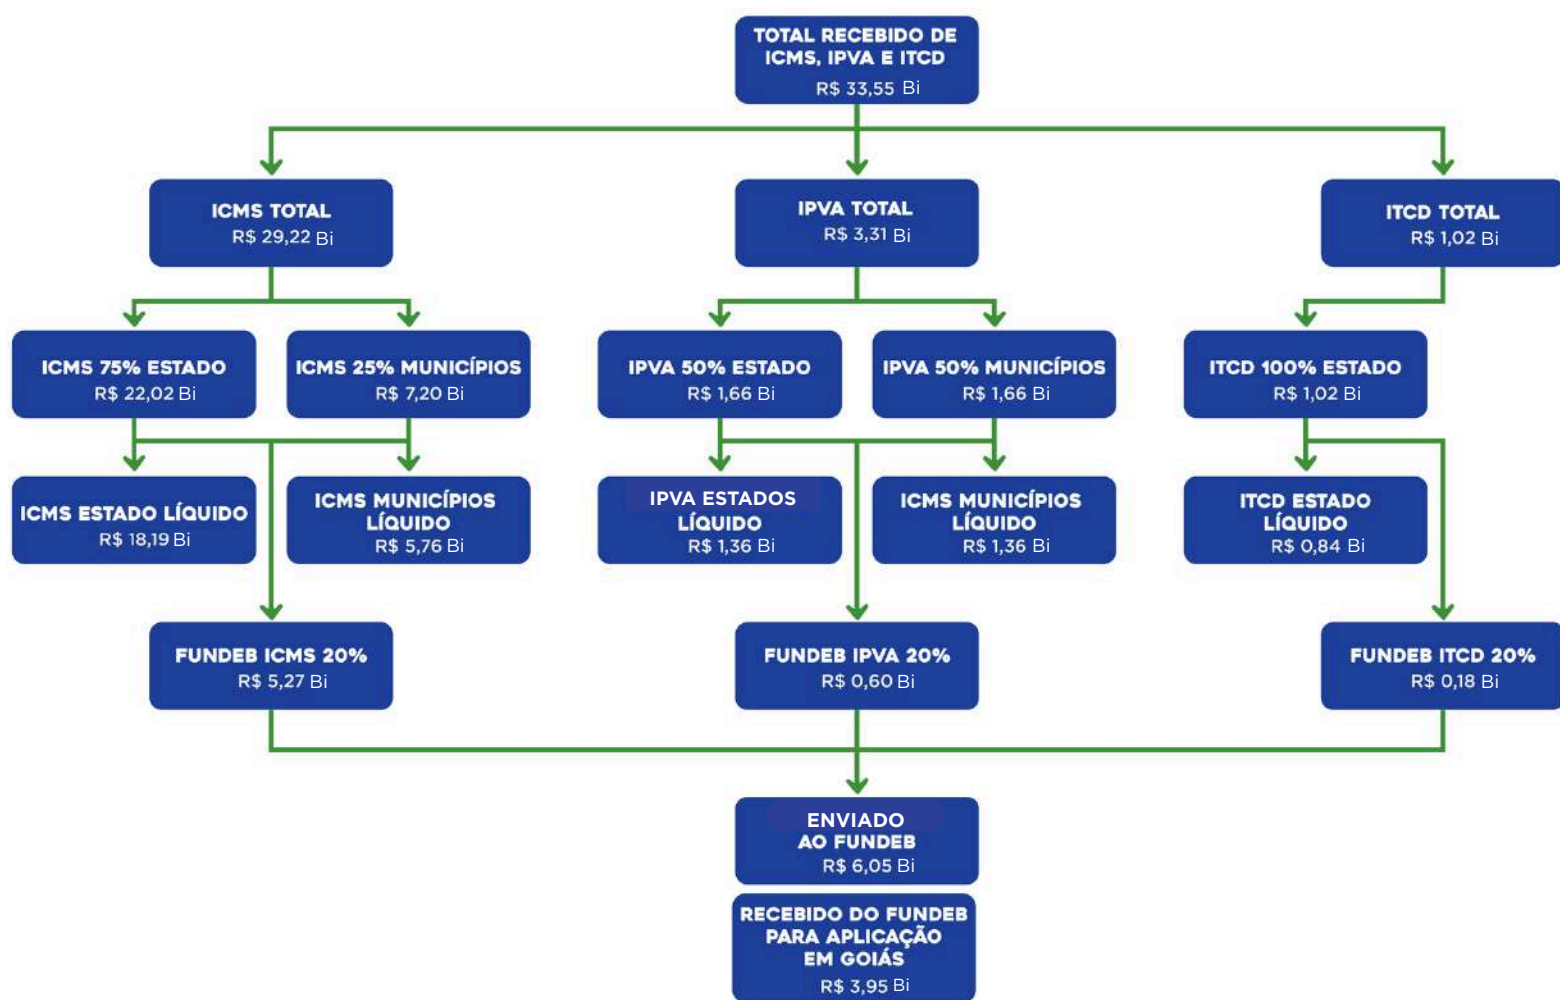 TOTAL RECEBIDO DE
ICMS, IPVA E ITCD
R$ 33,55 Bi
ICMS TOTAL
R$ 29,22 Bi
IPVA TOTAL
R$ 3,31 Bi
ITCD TOTAL
R$ 1,02 Bi
ICMS 75% ESTADO
R$ 22,02 Bi
ICMS 25% MUNICÍPIOS
R$ 7,20 Bi
IPVA 50% ESTADO
R$ 1,66 Bi
IPVA 50% MUNICÍPIOS
R$ 1,66 Bi
ITCD 100% ESTADO
R$ 1,02 Bi
ICMS ESTADO LÍQUIDO
R$ 18,19 Bi
ICMS MUNICÍPIOS
LÍQUIDO
R$ 5,76 Bi
IPVA ESTADOS
LÍQUIDO
R$ 1,36 Bi
ICMS MUNICÍPIOS
LÍQUIDO
R$ 1,36 Bi
ITCD ESTADO
LÍQUIDO
R$ 0,84 Bi
FUNDEB ICMS 20%
R$ 5,27 Bi
FUNDEB IPVA 20%
R$ 0,60 Bi
FUNDEB ITCD 20%
R$ 0,18 Bi
ENVIADO
AO FUNDEB
R$ 6,05 Bi
RECEBIDO DO FUNDEB
PARA APLICAÇÃO
EM GOIÁS
R$ 3,95 Bi